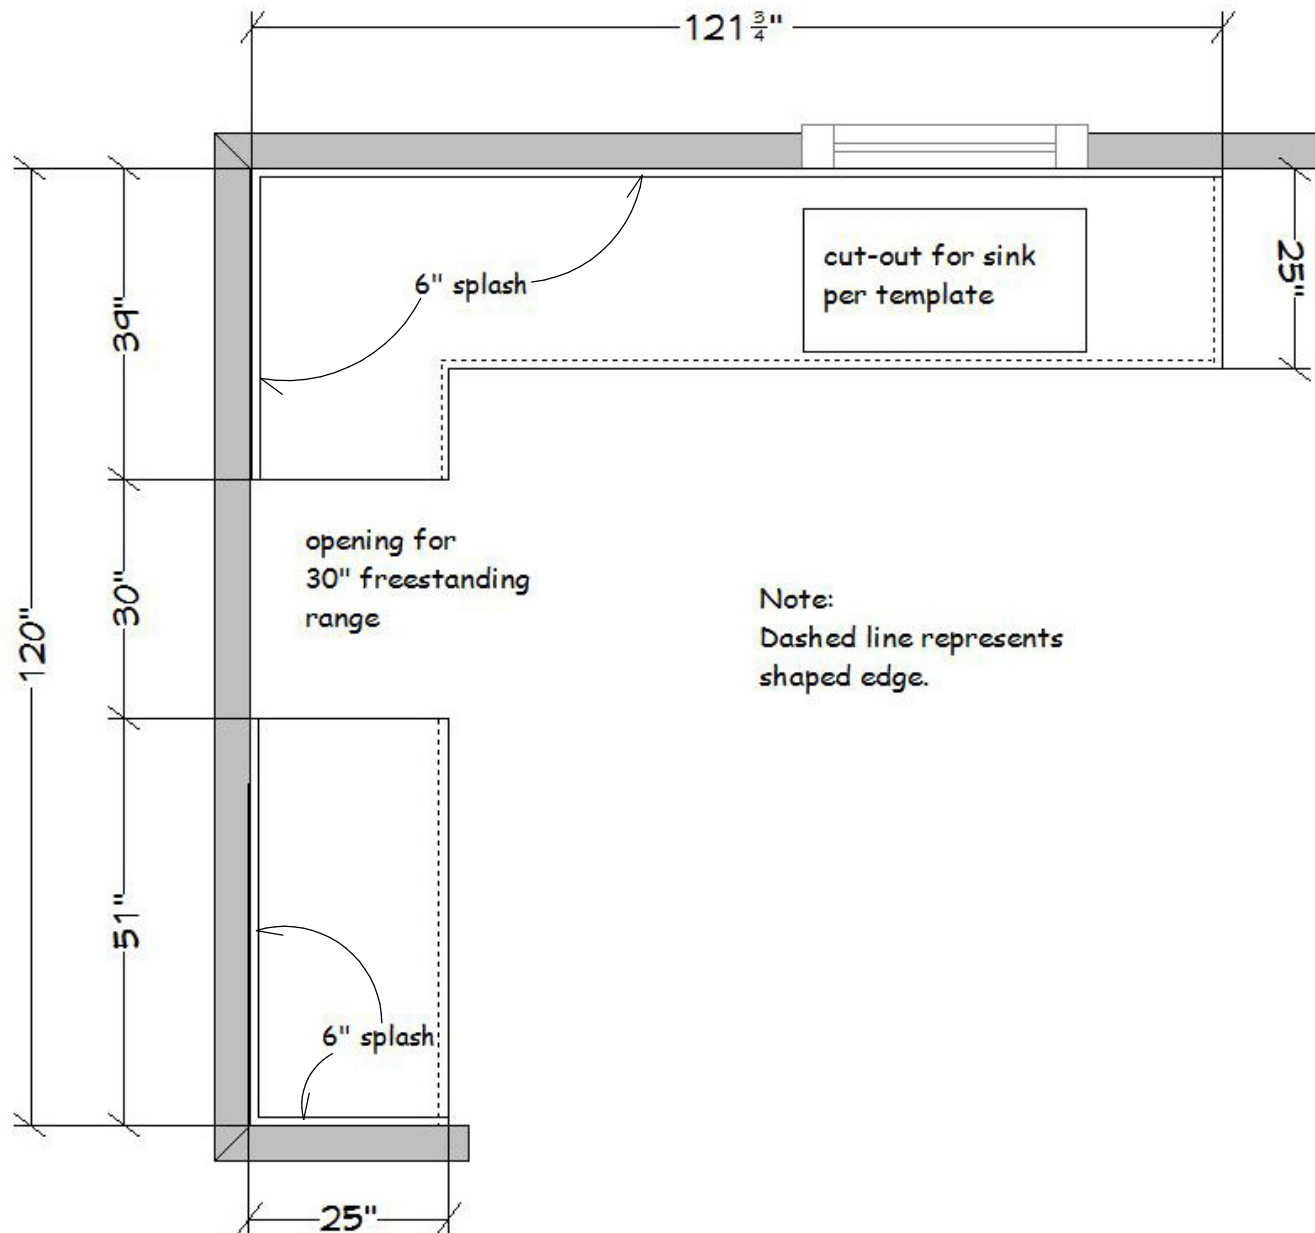 121 3/4"
25"
39"
6" splash
cut-out for sink
per template
opening for
30" freestanding
range
30"
120"
Note:
Dashed line represents
shaped edge.
51"
6" splash
25"